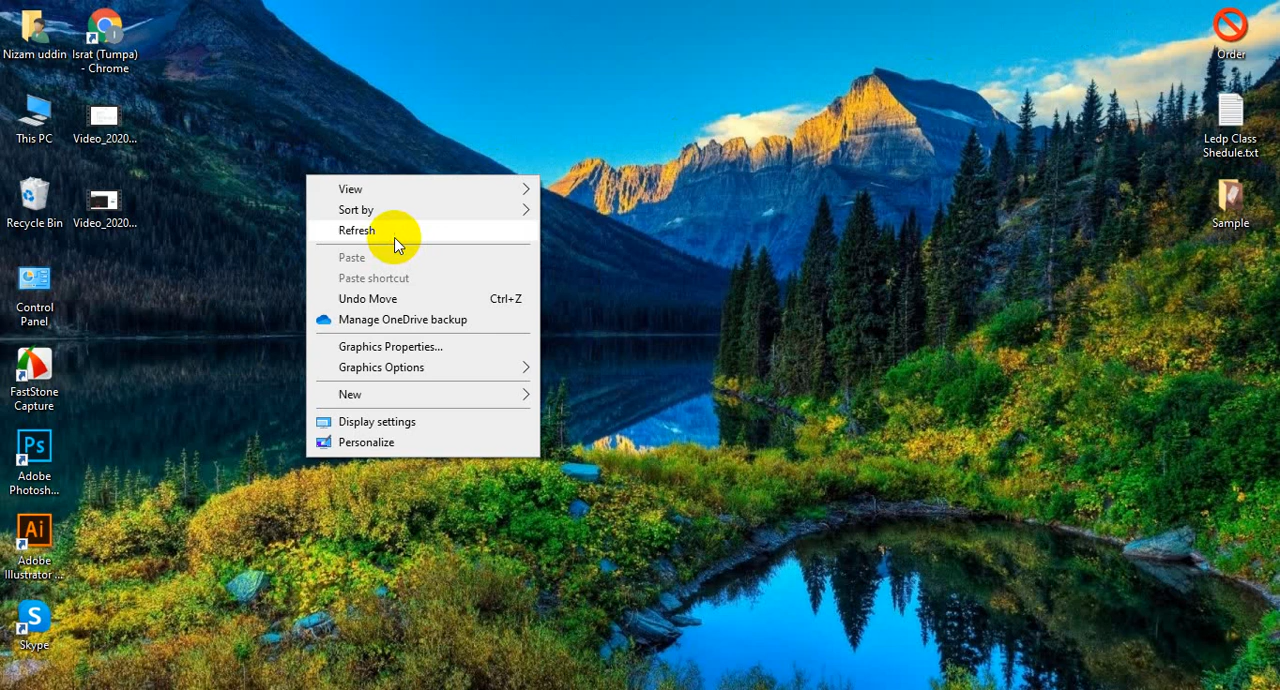 Nizam uddin
Israt (Tumpa)
- Chrome
This PC
Video_2020...
Recycle Bin
Video_2020...
Control
Panel
FastStone
Capture
Ps
Adobe
Photosh...
Ai
Adobe
Illustrator ...
S
Skype
View
Sort by
Refresh
Paste
Paste shortcut
Undo Move Ctrl+Z
Manage OneDrive backup
Graphics Properties...
Graphics Options
New
Display settings
Personalize
Order
Ledp Class
Shedule.txt
Sample